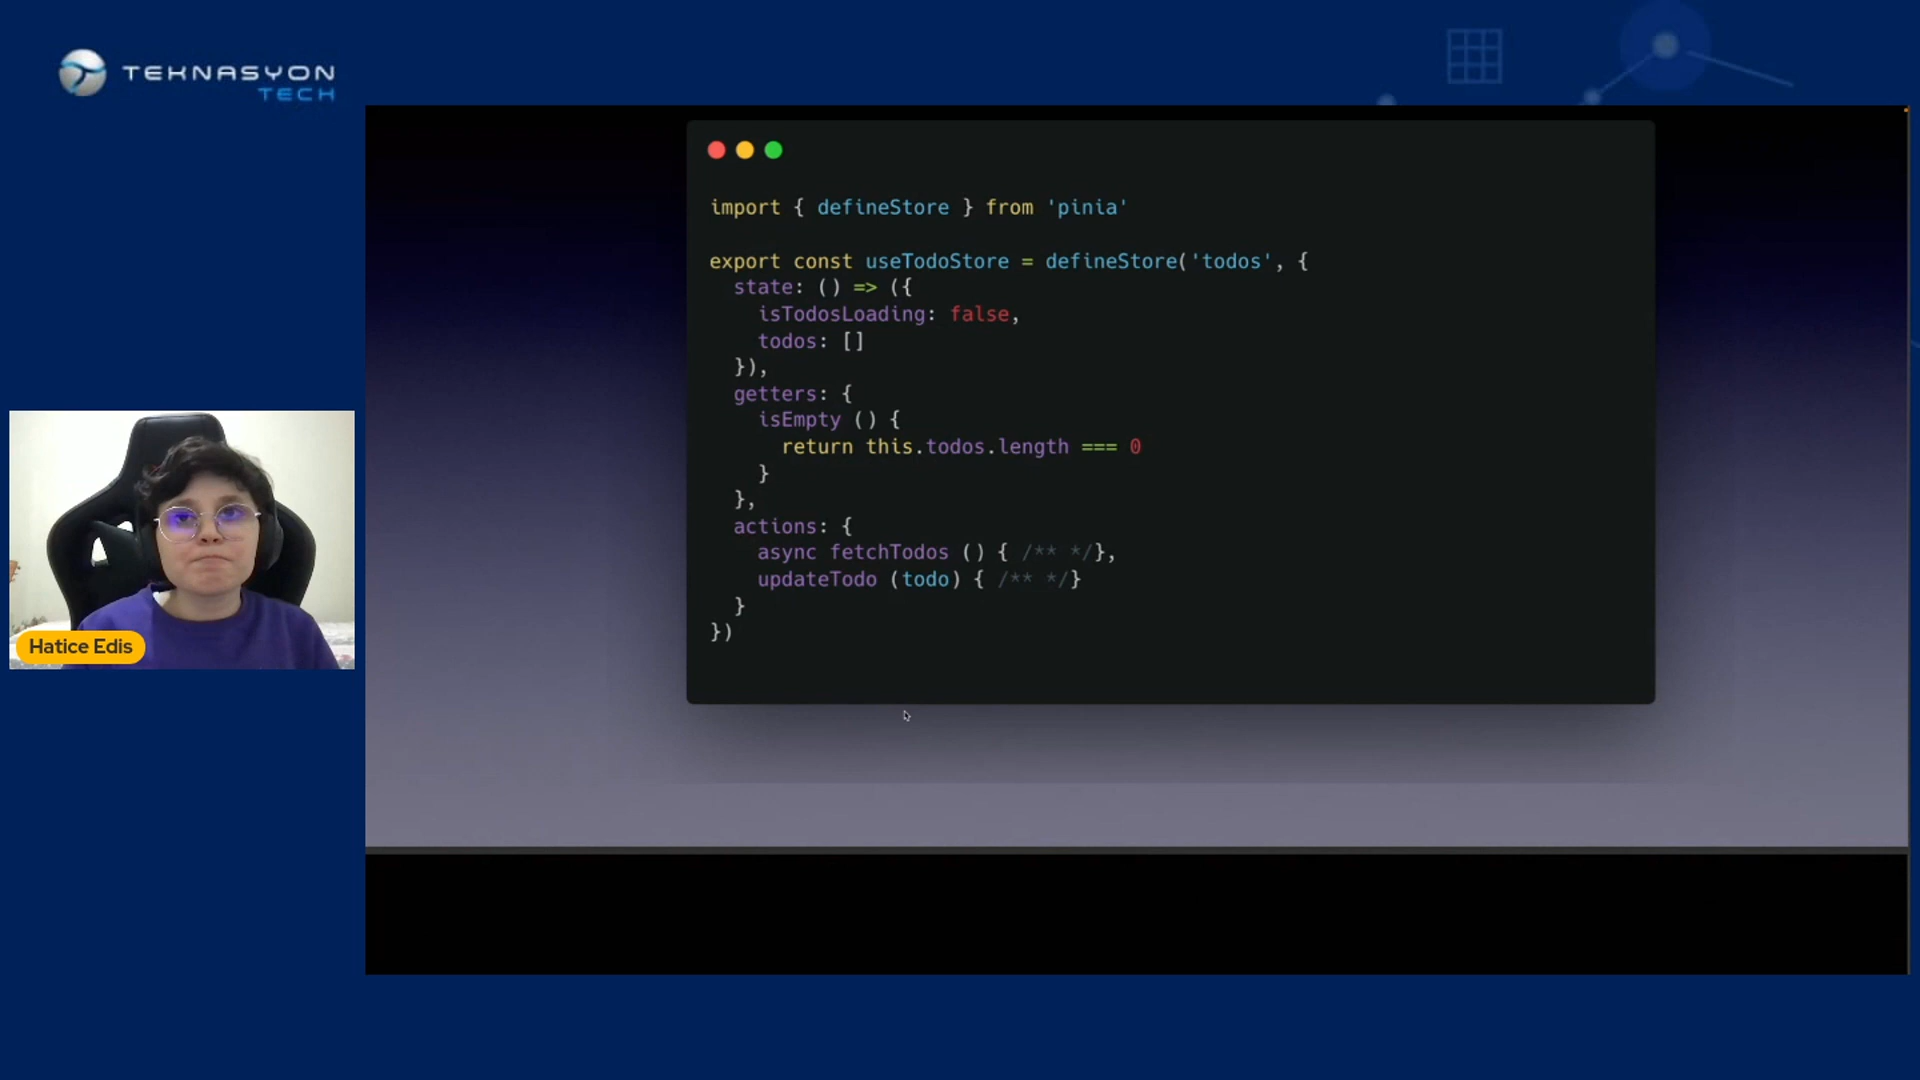 TEKNASYON
TECH
import { defineStore } from 'pinia'
export const useTodoStore = defineStore('todos', {
state: () => ({
isTodosLoading: false,
todos: []
}),
getters: {
isEmpty () {
return this.todos.length === 0
}
},
actions: {
async fetchTodos () { /** */},
updateTodo (todo) { /** */}
}
})
Hatice Edis